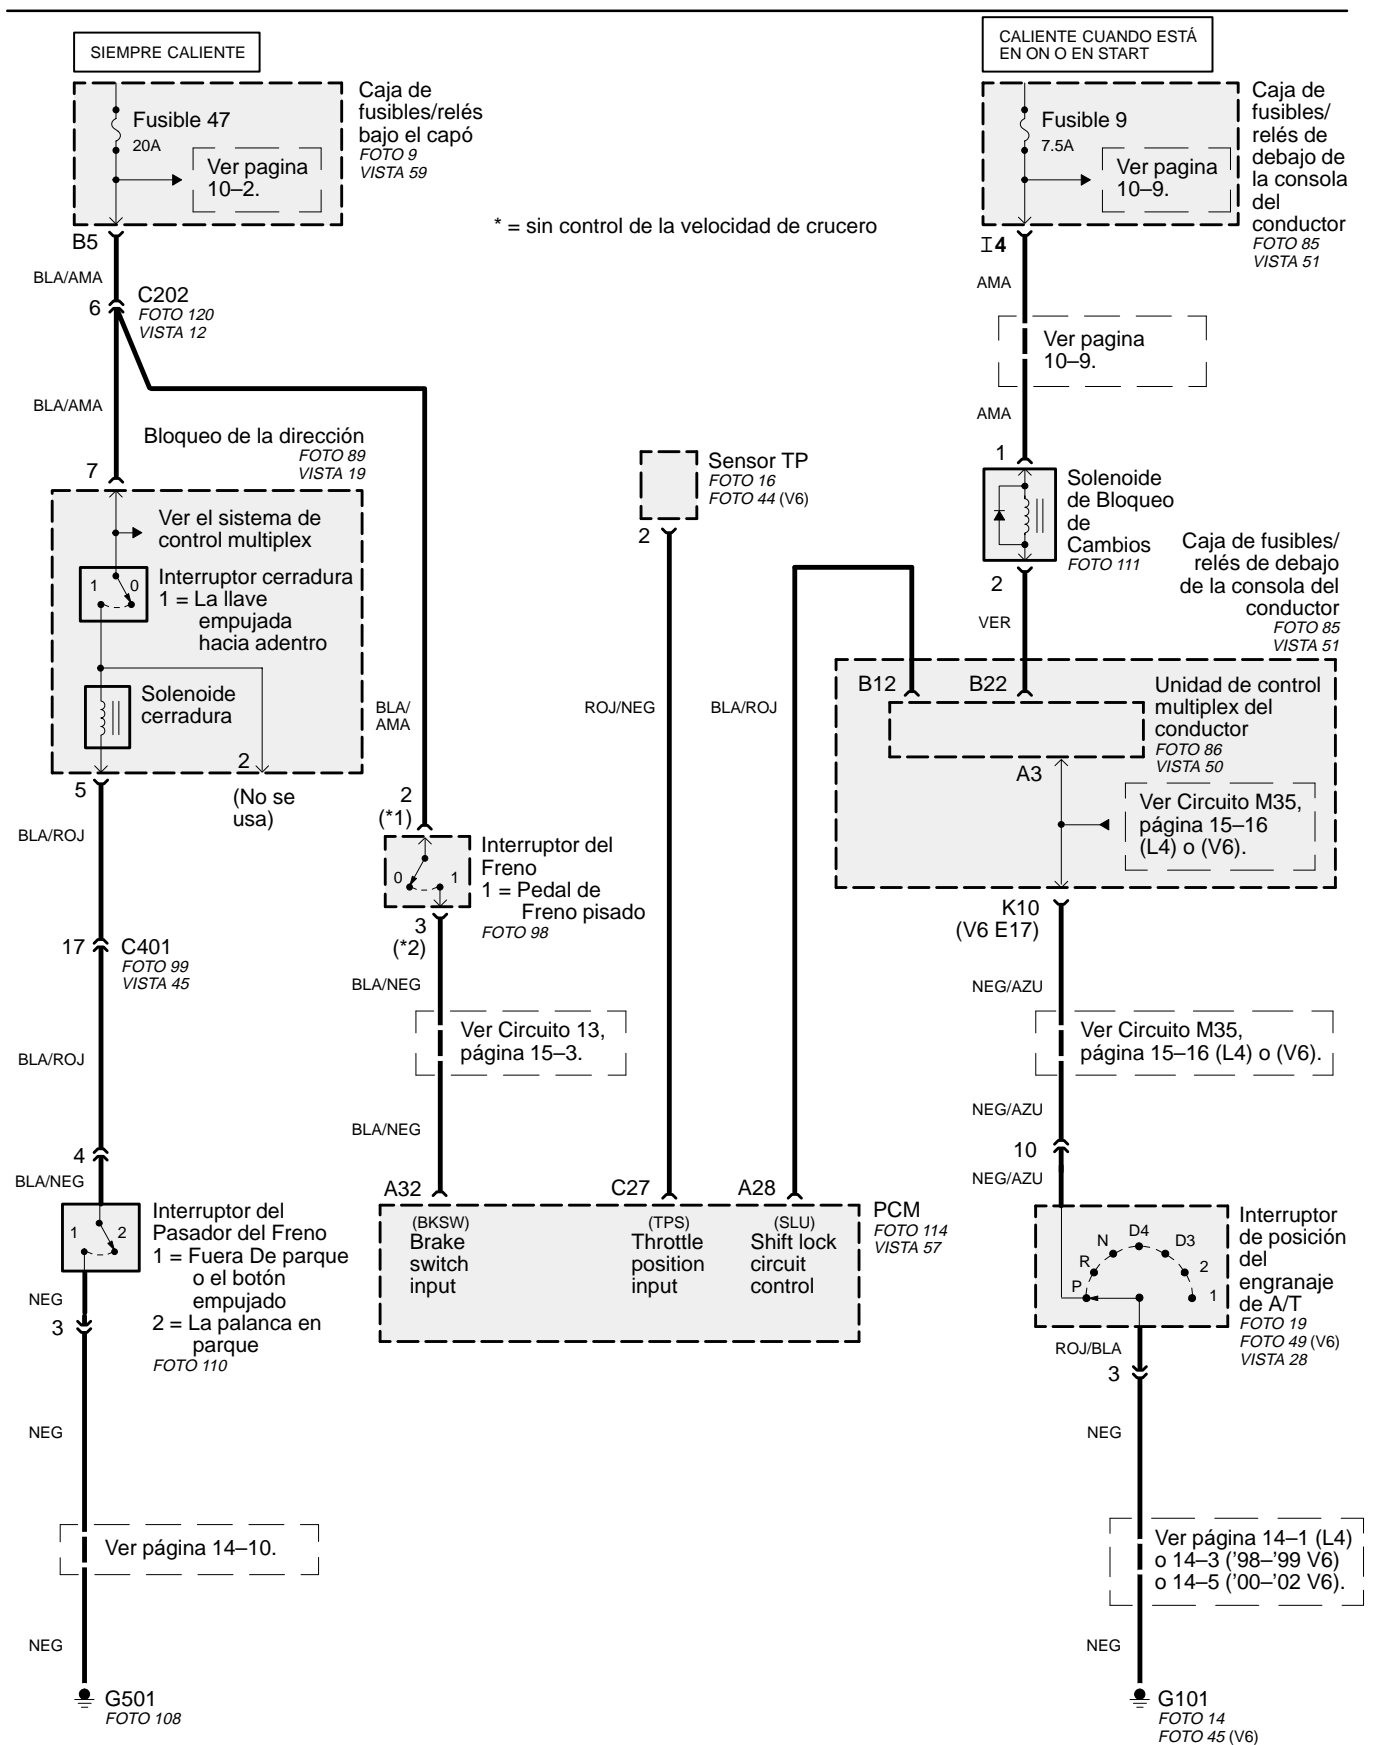 SIEMPRE CALIENTE
Fusible 47
20A
Ver pagina
10–2.
Caja de
fusibles/relés
bajo el capó
FOTO 9
VISTA 59
B5
BLA/AMA
6
C202
FOTO 120
VISTA 12
BLA/AMA
Bloqueo de la dirección
FOTO 89
VISTA 19
7
Ver el sistema de
control multiplex
1 0
Interruptor cerradura
1 = La llave
empujada
hacia adentro
Solenoide
cerradura
2
5
(No se
usa)
BLA/ROJ
17
C401
FOTO 99
VISTA 45
BLA/ROJ
4
BLA/NEG
1 2
Interruptor del
Pasador del Freno
1 = Fuera De parque
o el botón
empujado
2 = La palanca en
parque
FOTO 110
NEG
3
NEG
Ver página 14–10.
NEG
G501
FOTO 108
* = sin control de la velocidad de crucero
BLA/
AMA
2
(*1)
0 1
Interruptor del
Freno
1 = Pedal de
Freno pisado
FOTO 98
3
(*2)
BLA/NEG
Ver Circuito 13,
página 15–3.
BLA/NEG
Sensor TP
FOTO 16
FOTO 44 (V6)
2
ROJ/NEG
BLA/ROJ
A32
C27
A28
(BKSW)
Brake
switch
input
(TPS)
Throttle
position
input
(SLU)
Shift lock
circuit
control
PCM
FOTO 114
VISTA 57
CALIENTE CUANDO ESTÁ
EN ON O EN START
Fusible 9
7.5A
Ver pagina
10–9.
Caja de
fusibles/
relés de
debajo de
la consola
del
conductor
FOTO 85
VISTA 51
I4
AMA
Ver pagina
10–9.
AMA
1
Solenoide
de Bloqueo
de
Cambios
FOTO 111
2
VER
Caja de fusibles/
relés de debajo
de la consola del
conductor
FOTO 85
VISTA 51
B12
B22
Unidad de control
multiplex del
conductor
FOTO 86
VISTA 50
A3
Ver Circuito M35,
página 15–16
(L4) o (V6).
K10
(V6 E17)
NEG/AZU
Ver Circuito M35,
página 15–16 (L4) o (V6).
NEG/AZU
10
NEG/AZU
P
R
N
D4
D3
2
1
Interruptor
de posición
del
engranaje
de A/T
FOTO 19
FOTO 49 (V6)
VISTA 28
ROJ/BLA
3
NEG
Ver página 14–1 (L4)
o 14–3 ('98–'99 V6)
o 14–5 ('00–'02 V6).
NEG
G101
FOTO 14
FOTO 45 (V6)